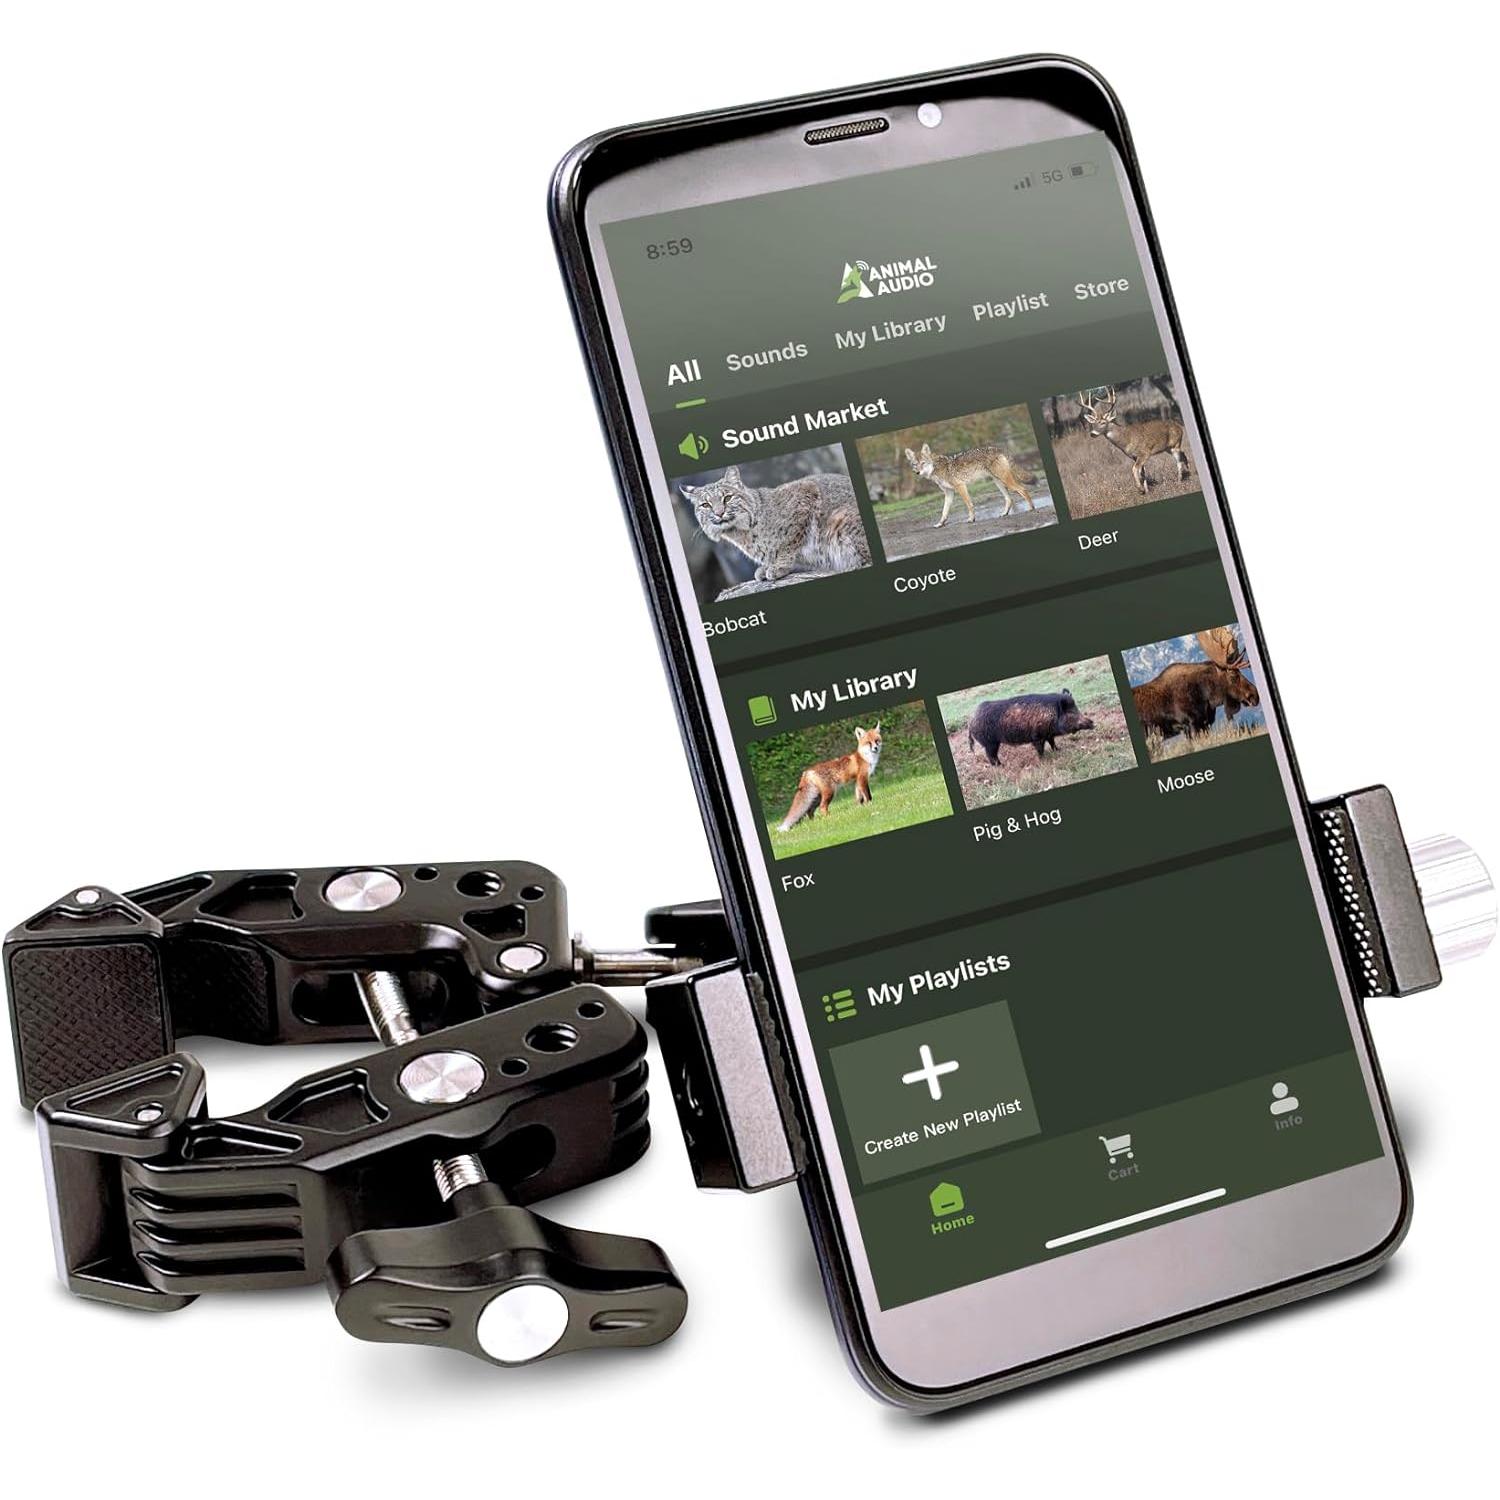 8:59
5G
ANIMAL
AUDIO
All Sounds My Library Playlist Store
Sound Market
Bobcat Coyote Deer
My Library
Fox Pig & Hog Moose
My Playlists
Create New Playlist
Home Cart Info